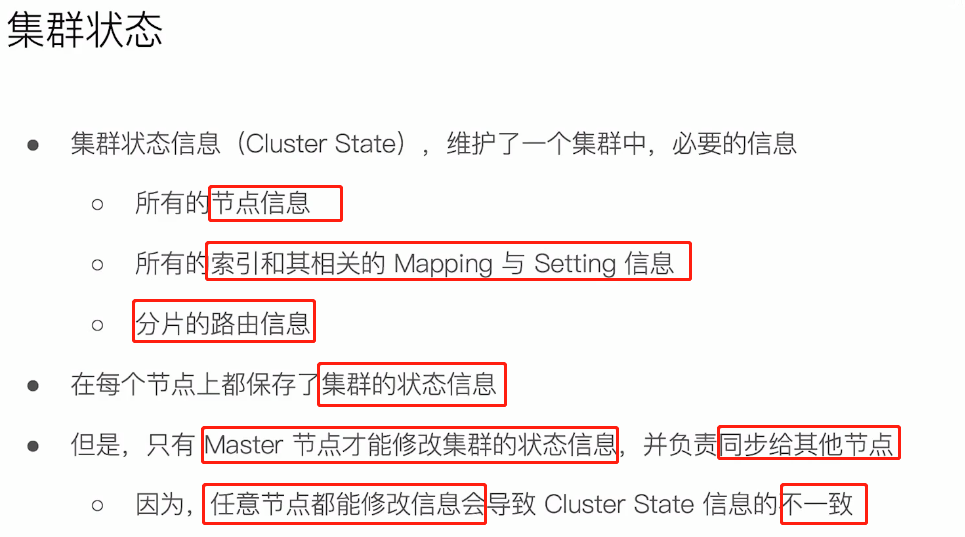 集群状态
● 集群状态信息（Cluster State），维护了一个集群中，必要的信息
○ 所有的节点信息
○ 所有的索引和其相关的 Mapping 与 Setting 信息
○ 分片的路由信息
● 在每个节点上都保存了集群的状态信息
● 但是，只有 Master 节点才能修改集群的状态信息，并负责同步给其他节点
○ 因为，任意节点都能修改信息会导致 Cluster State 信息的不一致